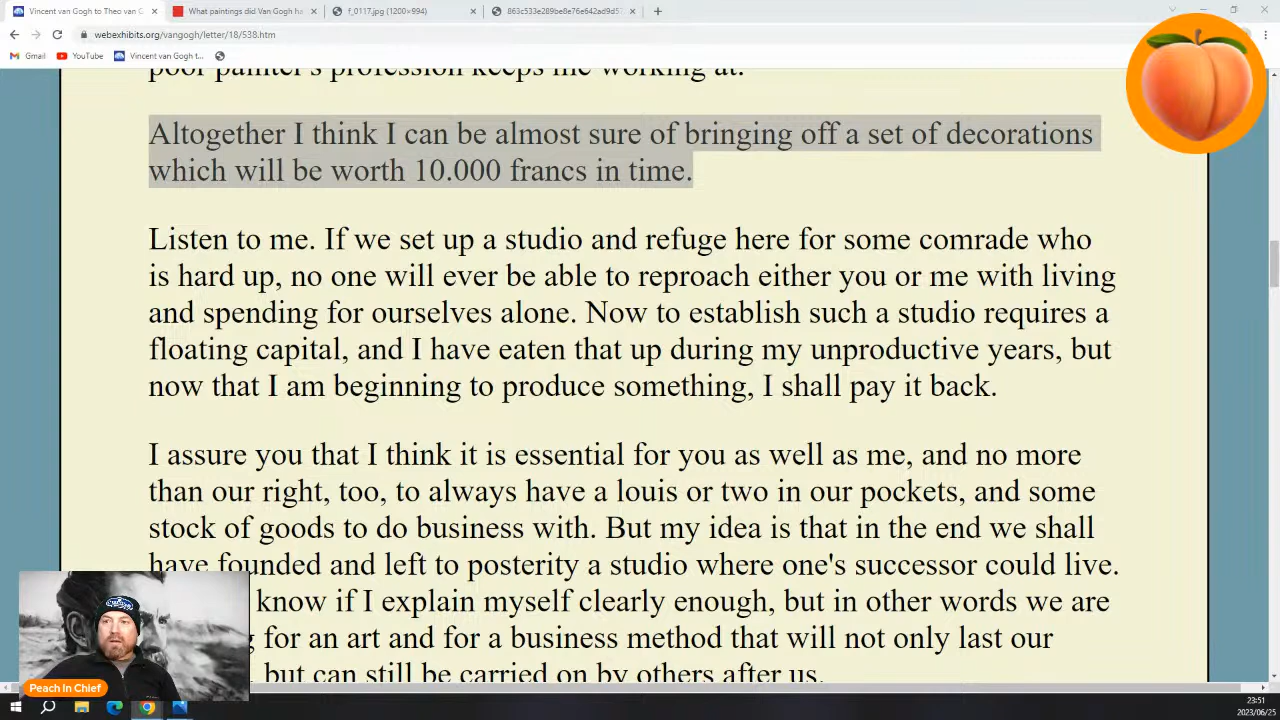 Vincent van Gogh to Theo van G
What paintings did Van Gogh ha
f_0117.jpg (1200×994)
863c533e289be8e76e642ad9d57
webexhibits.org/vangogh/letter/18/538.htm
Gmail YouTube Vincent van Gogh t...
poor painter's profession keeps me working at.
Altogether I think I can be almost sure of bringing off a set of decorations
which will be worth 10.000 francs in time.
Listen to me. If we set up a studio and refuge here for some comrade who
is hard up, no one will ever be able to reproach either you or me with living
and spending for ourselves alone. Now to establish such a studio requires a
floating capital, and I have eaten that up during my unproductive years, but
now that I am beginning to produce something, I shall pay it back.
I assure you that I think it is essential for you as well as me, and no more
than our right, too, to always have a louis or two in our pockets, and some
stock of goods to do business with. But my idea is that in the end we shall
have founded and left to posterity a studio where one's successor could live.
know if I explain myself clearly enough, but in other words we are
for an art and for a business method that will not only last our
but can still be carried on by others after us.
Peach In Chief
23:51
2023/06/25